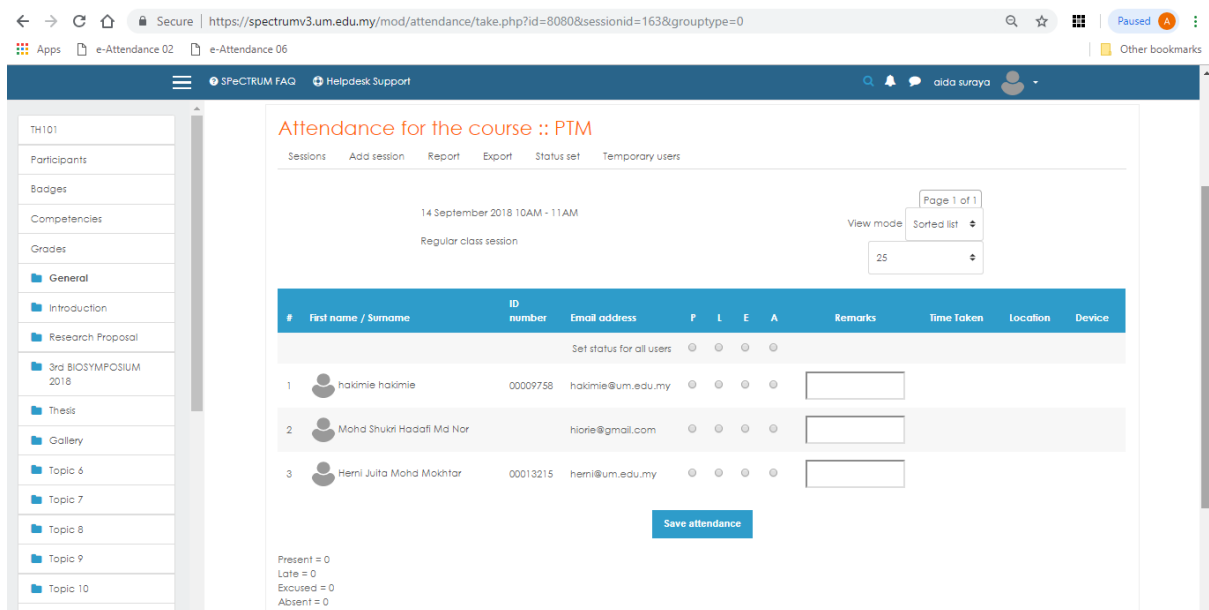 Secure | https://spectrumv3.um.edu.my/mod/attendance/take.php?id=8080&sessionid=163&grouptype=0
Paused A
Apps e-Attendance 02 e-Attendance 06 Other bookmarks
SPeCTRUM FAQ Helpdesk Support aida suraya
TH101
Participants
Badges
Competencies
Grades
General
Introduction
Research Proposal
3rd BIOSYMPOSIUM
2018
Thesis
Gallery
Topic 6
Topic 7
Topic 8
Topic 9
Topic 10
Attendance for the course :: PTM
Sessions Add session Report Export Status set Temporary users
Page 1 of 1
14 September 2018 10AM - 11AM
View mode Sorted list
Regular class session
25
# First name / Surname ID number Email address P L E A Remarks Time Taken Location Device
Set status for all users
1 hakimie hakimie 00009758 hakimie@um.edu.my
2 Mohd Shukri Hadafi Md Nor hiorie@gmail.com
3 Herni Juita Mohd Mokhtar 00013215 herni@um.edu.my
Save attendance
Present = 0
Late = 0
Excused = 0
Absent = 0